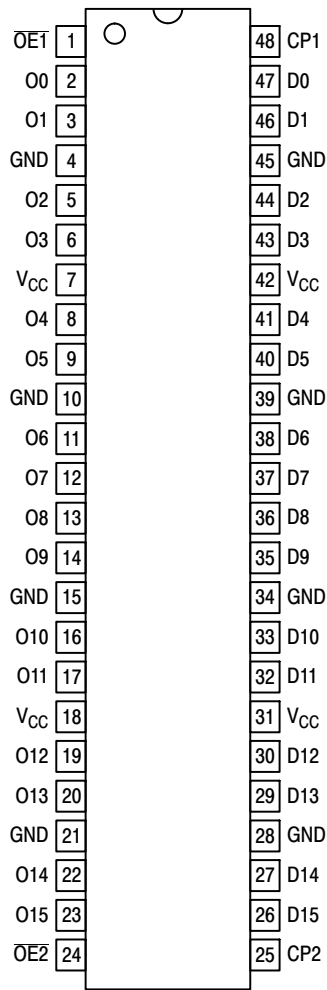 O̅E̅1̅ 1 48 CP1
O0 2 47 D0
O1 3 46 D1
GND 4 45 GND
O2 5 44 D2
O3 6 43 D3
VCC 7 42 VCC
O4 8 41 D4
O5 9 40 D5
GND 10 39 GND
O6 11 38 D6
O7 12 37 D7
O8 13 36 D8
O9 14 35 D9
GND 15 34 GND
O10 16 33 D10
O11 17 32 D11
VCC 18 31 VCC
O12 19 30 D12
O13 20 29 D13
GND 21 28 GND
O14 22 27 D14
O15 23 26 D15
O̅E̅2̅ 24 25 CP2